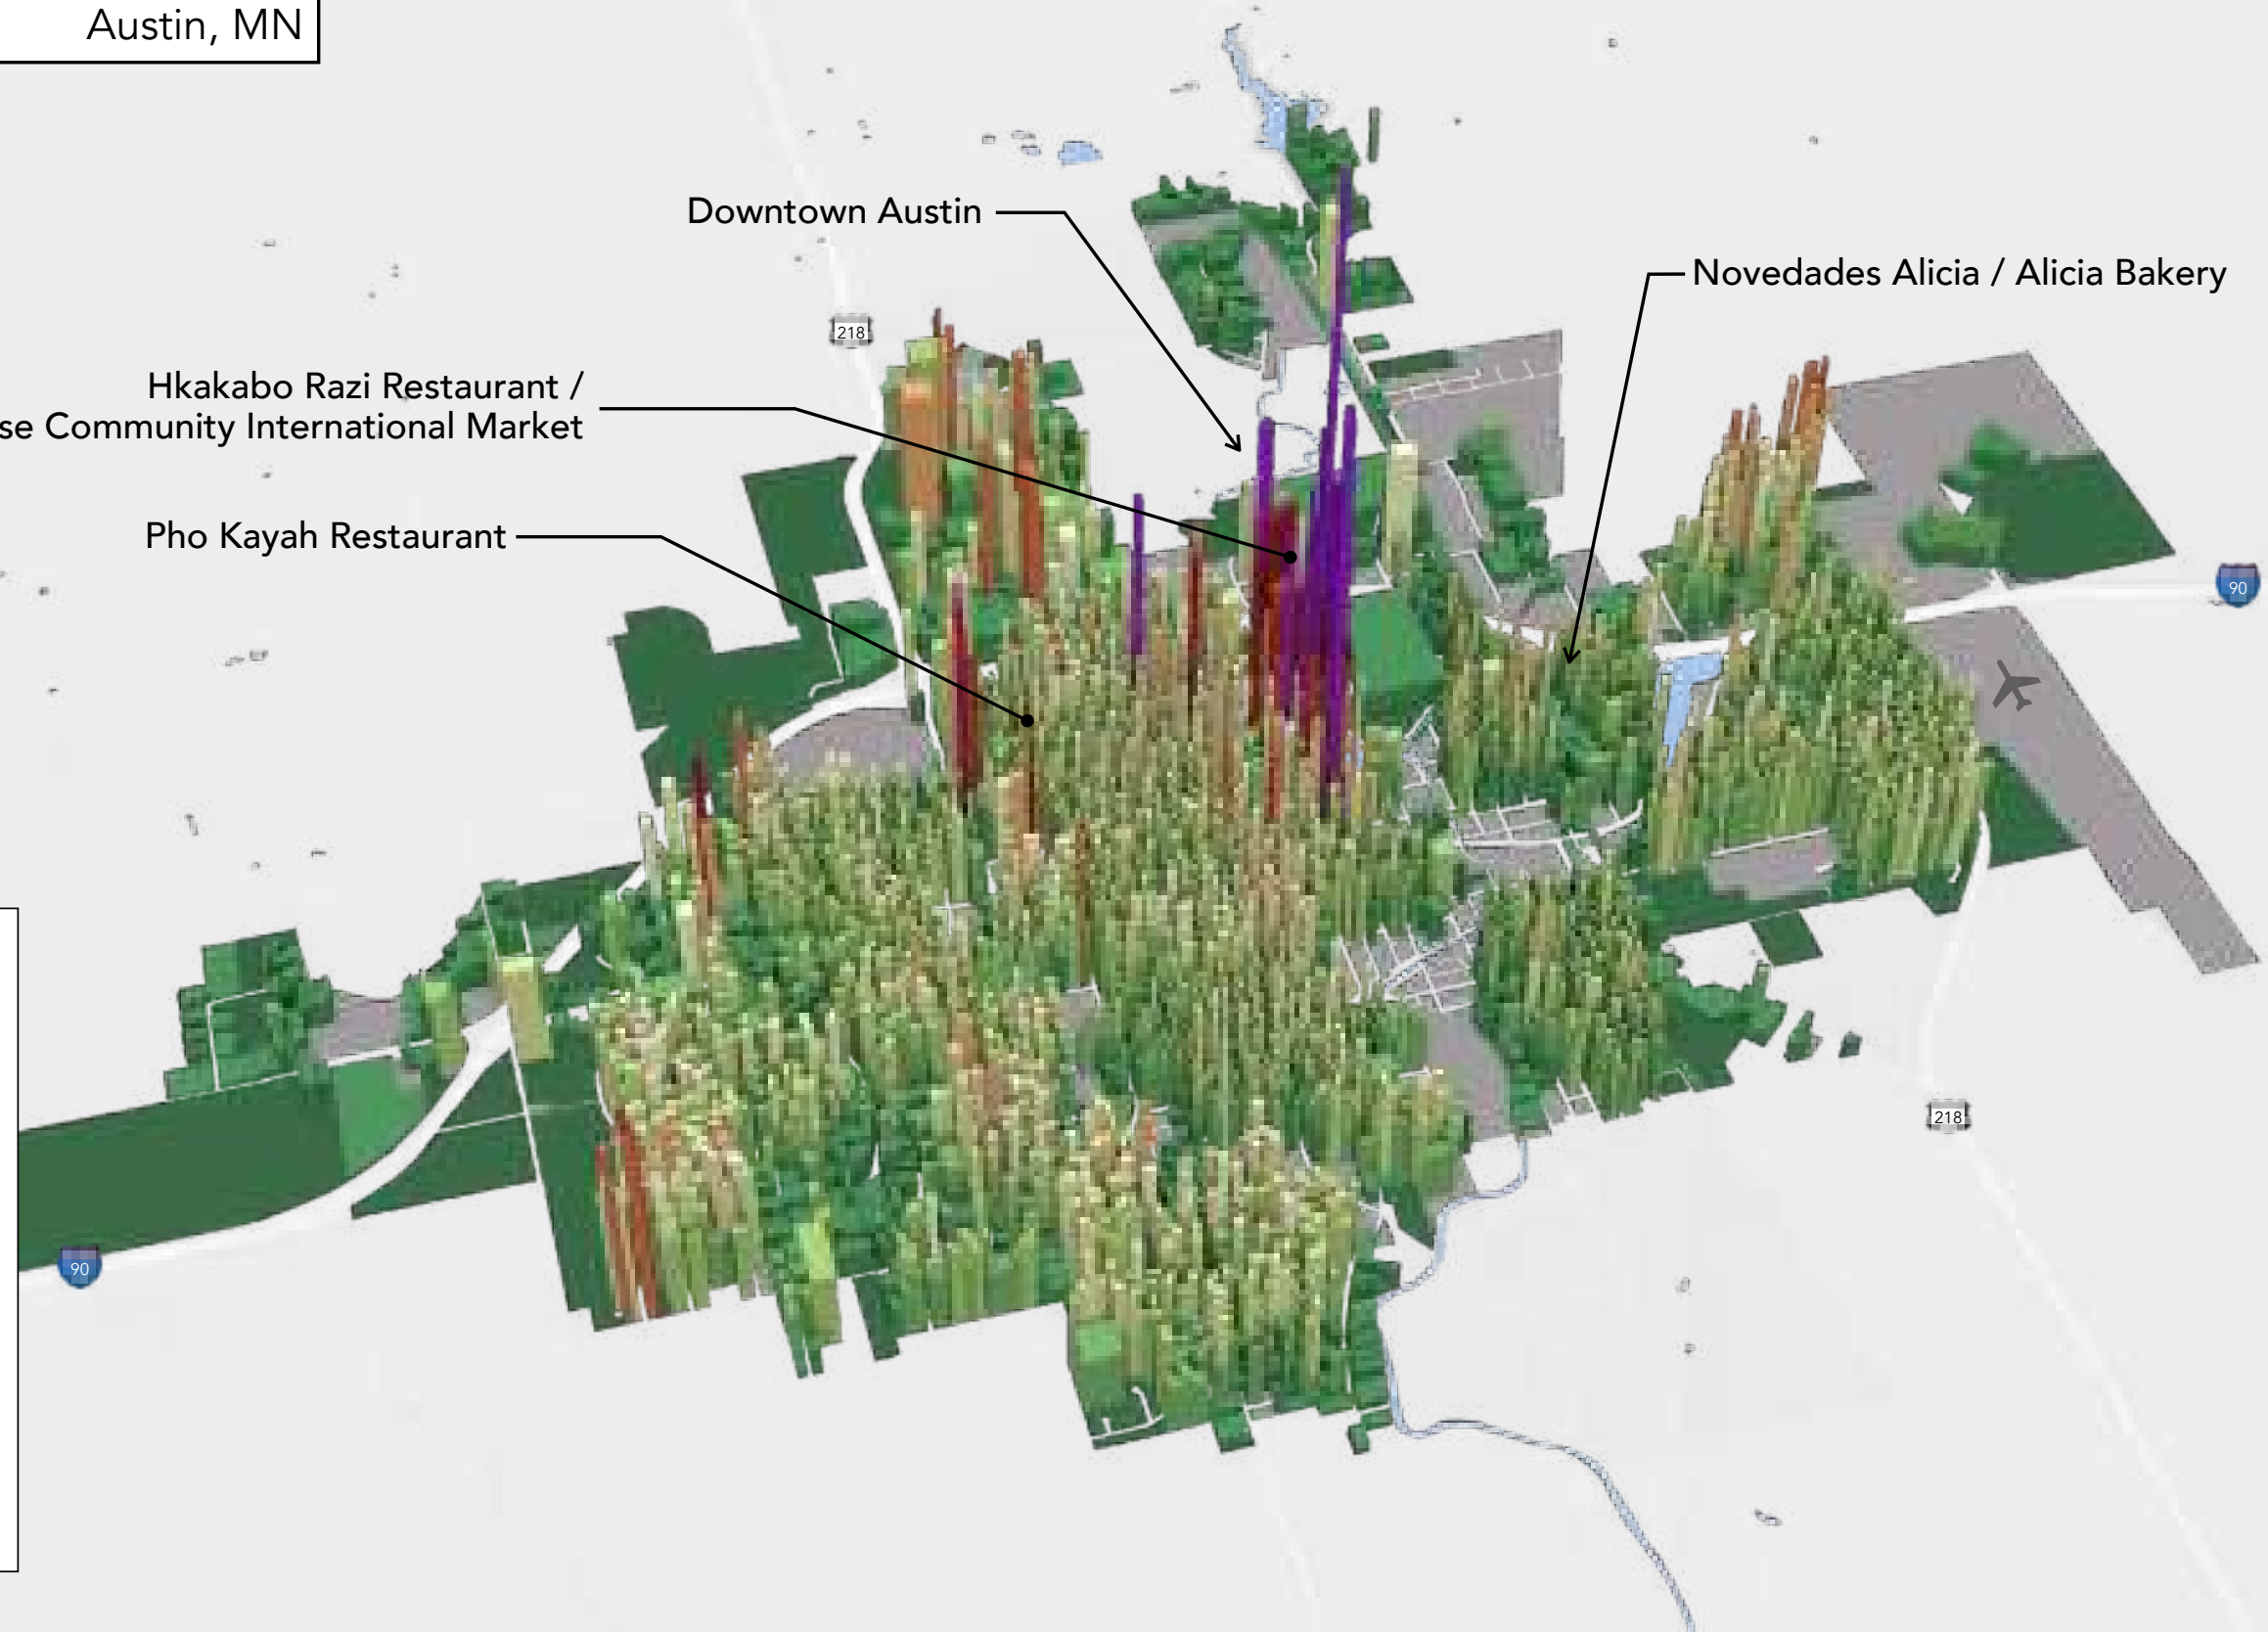 Austin, MN
Downtown Austin
Novedades Alicia / Alicia Bakery
218
Hkakabo Razi Restaurant /
se Community International Market
Pho Kayah Restaurant
90
218
90